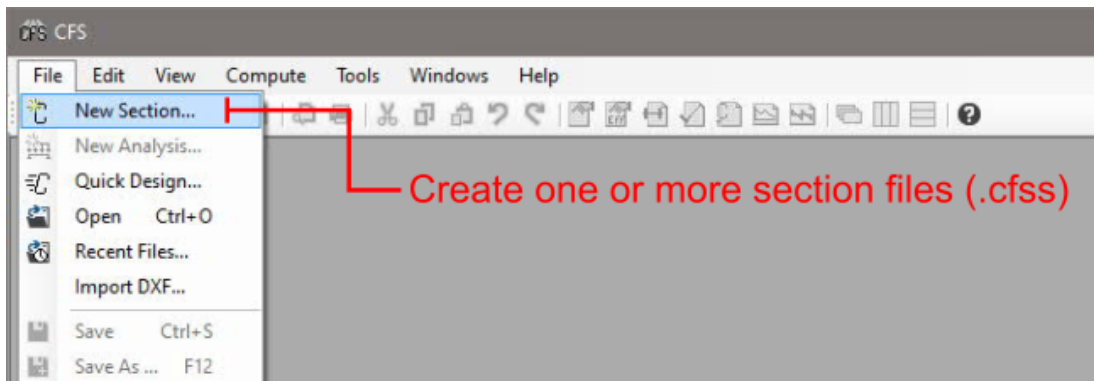 CFS CFS
File Edit View Compute Tools Windows Help
New Section...
New Analysis...
Quick Design...
Open Ctrl+O
Recent Files...
Import DXF...
Save Ctrl+S
Save As ... F12
Create one or more section files (.cfss)